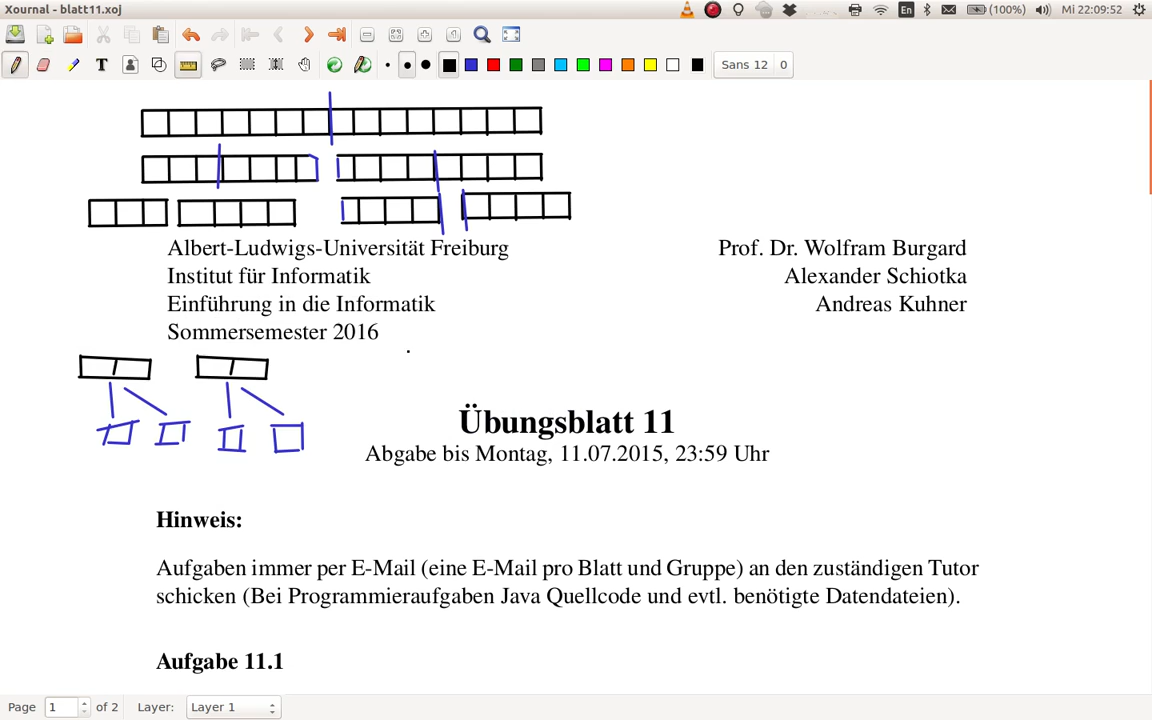 Xournal - blatt11.xoj
En
(100%)
Mi 22:09:52
T
Sans 12 0
Albert-Ludwigs-Universität Freiburg
Prof. Dr. Wolfram Burgard
Institut für Informatik
Alexander Schiotka
Einführung in die Informatik
Andreas Kuhner
Sommersemester 2016
Übungsblatt 11
Abgabe bis Montag, 11.07.2015, 23:59 Uhr
Hinweis:
Aufgaben immer per E-Mail (eine E-Mail pro Blatt und Gruppe) an den zuständigen Tutor
schicken (Bei Programmieraufgaben Java Quellcode und evtl. benötigte Datendateien).
Aufgabe 11.1
Page 1 of 2 Layer: Layer 1